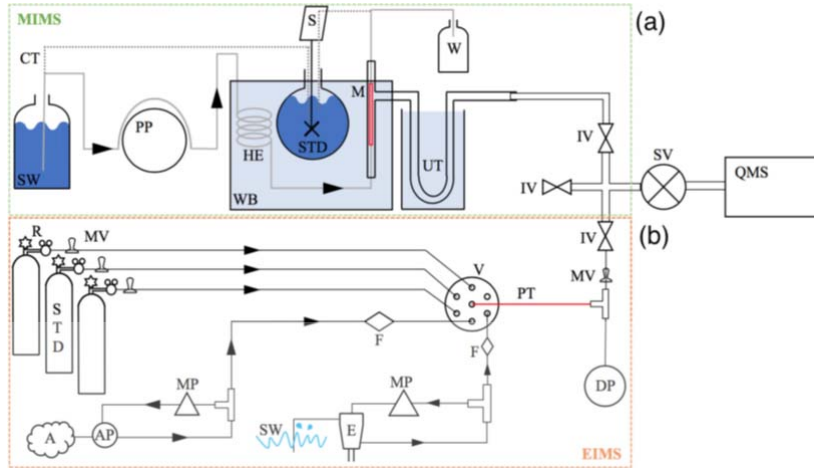 MIMS
(a)
S
CT
W
M
PP
IV
SW
STD
HE
UT
SV
QMS
WB
IV
(b)
R
MV
IV
V
MV
PT
S
T
D
F
F
MP
MP
DP
SW
A
AP
E
EIMS